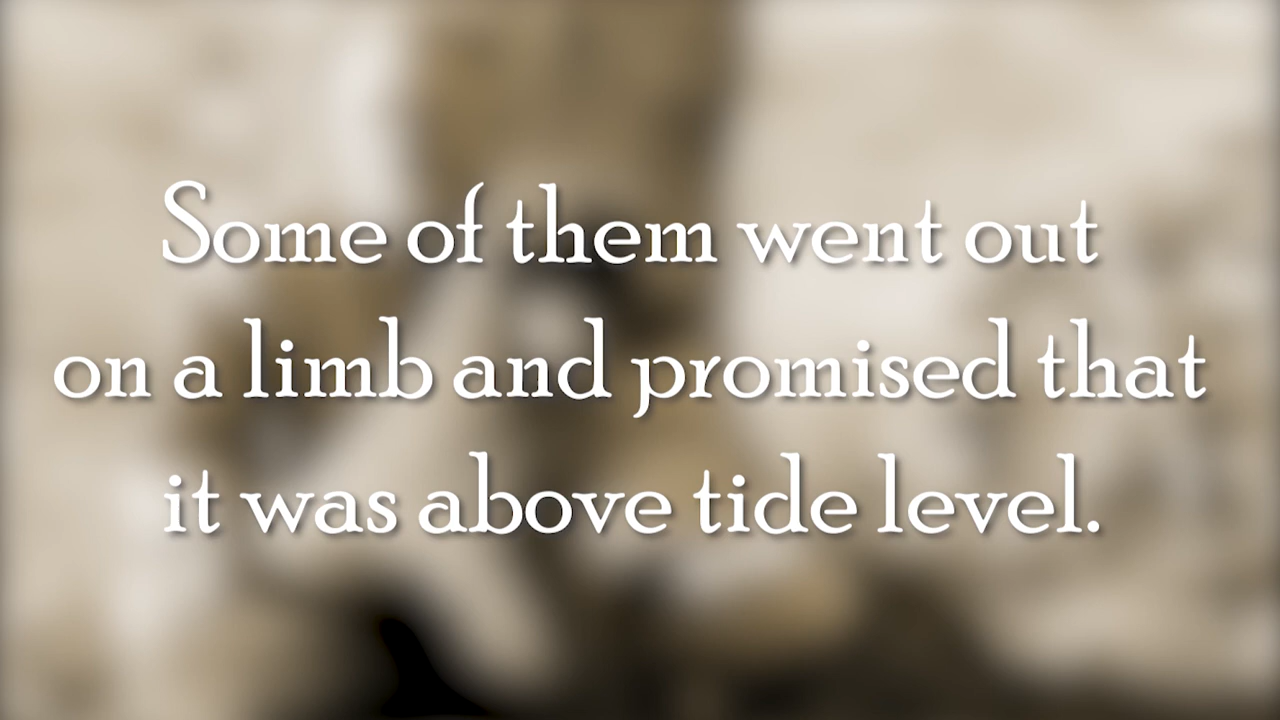 Some of them went out
on a limb and promised that
it was above tide level.